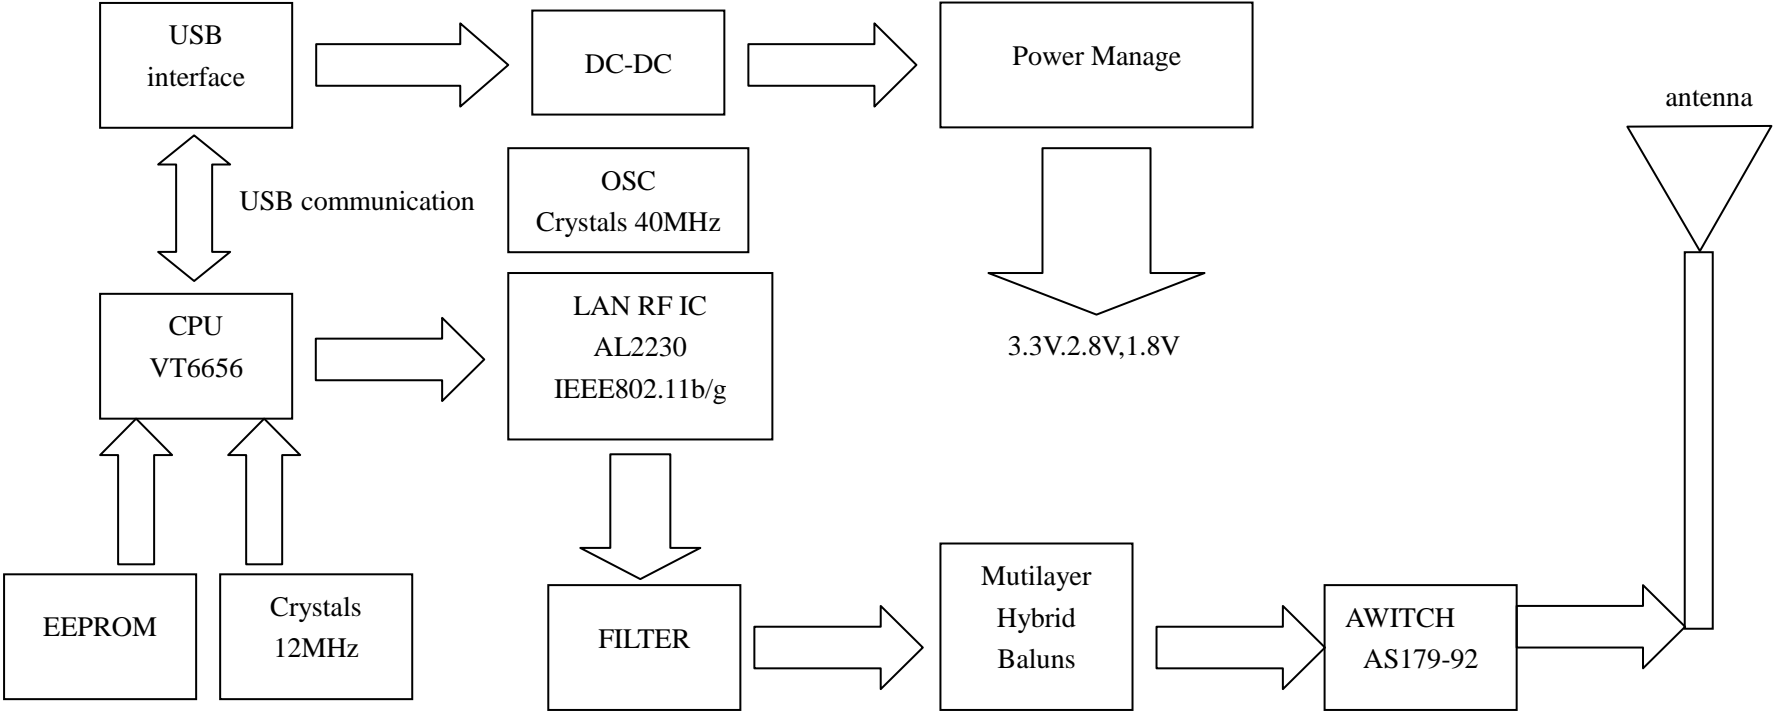 USB
interface
DC-DC
Power Manage
antenna
OSC
Crystals 40MHz
USB communication
LAN RF IC
AL2230
IEEE802.11b/g
CPU
VT6656
3.3V.2.8V,1.8V
EEPROM
Crystals
12MHz
FILTER
Mutilayer
Hybrid
Baluns
AWITCH
AS179-92